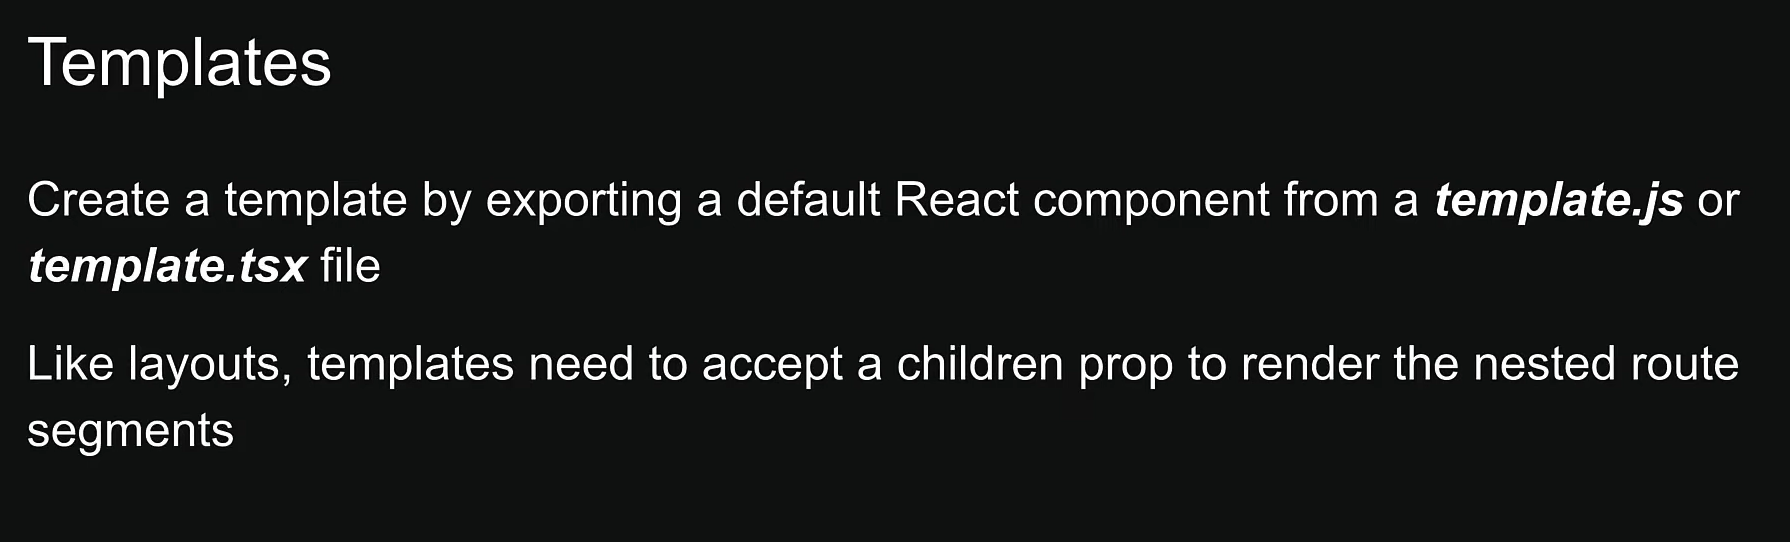 Templates
Create a template by exporting a default React component from a template.js or
template.tsx file
Like layouts, templates need to accept a children prop to render the nested route
segments